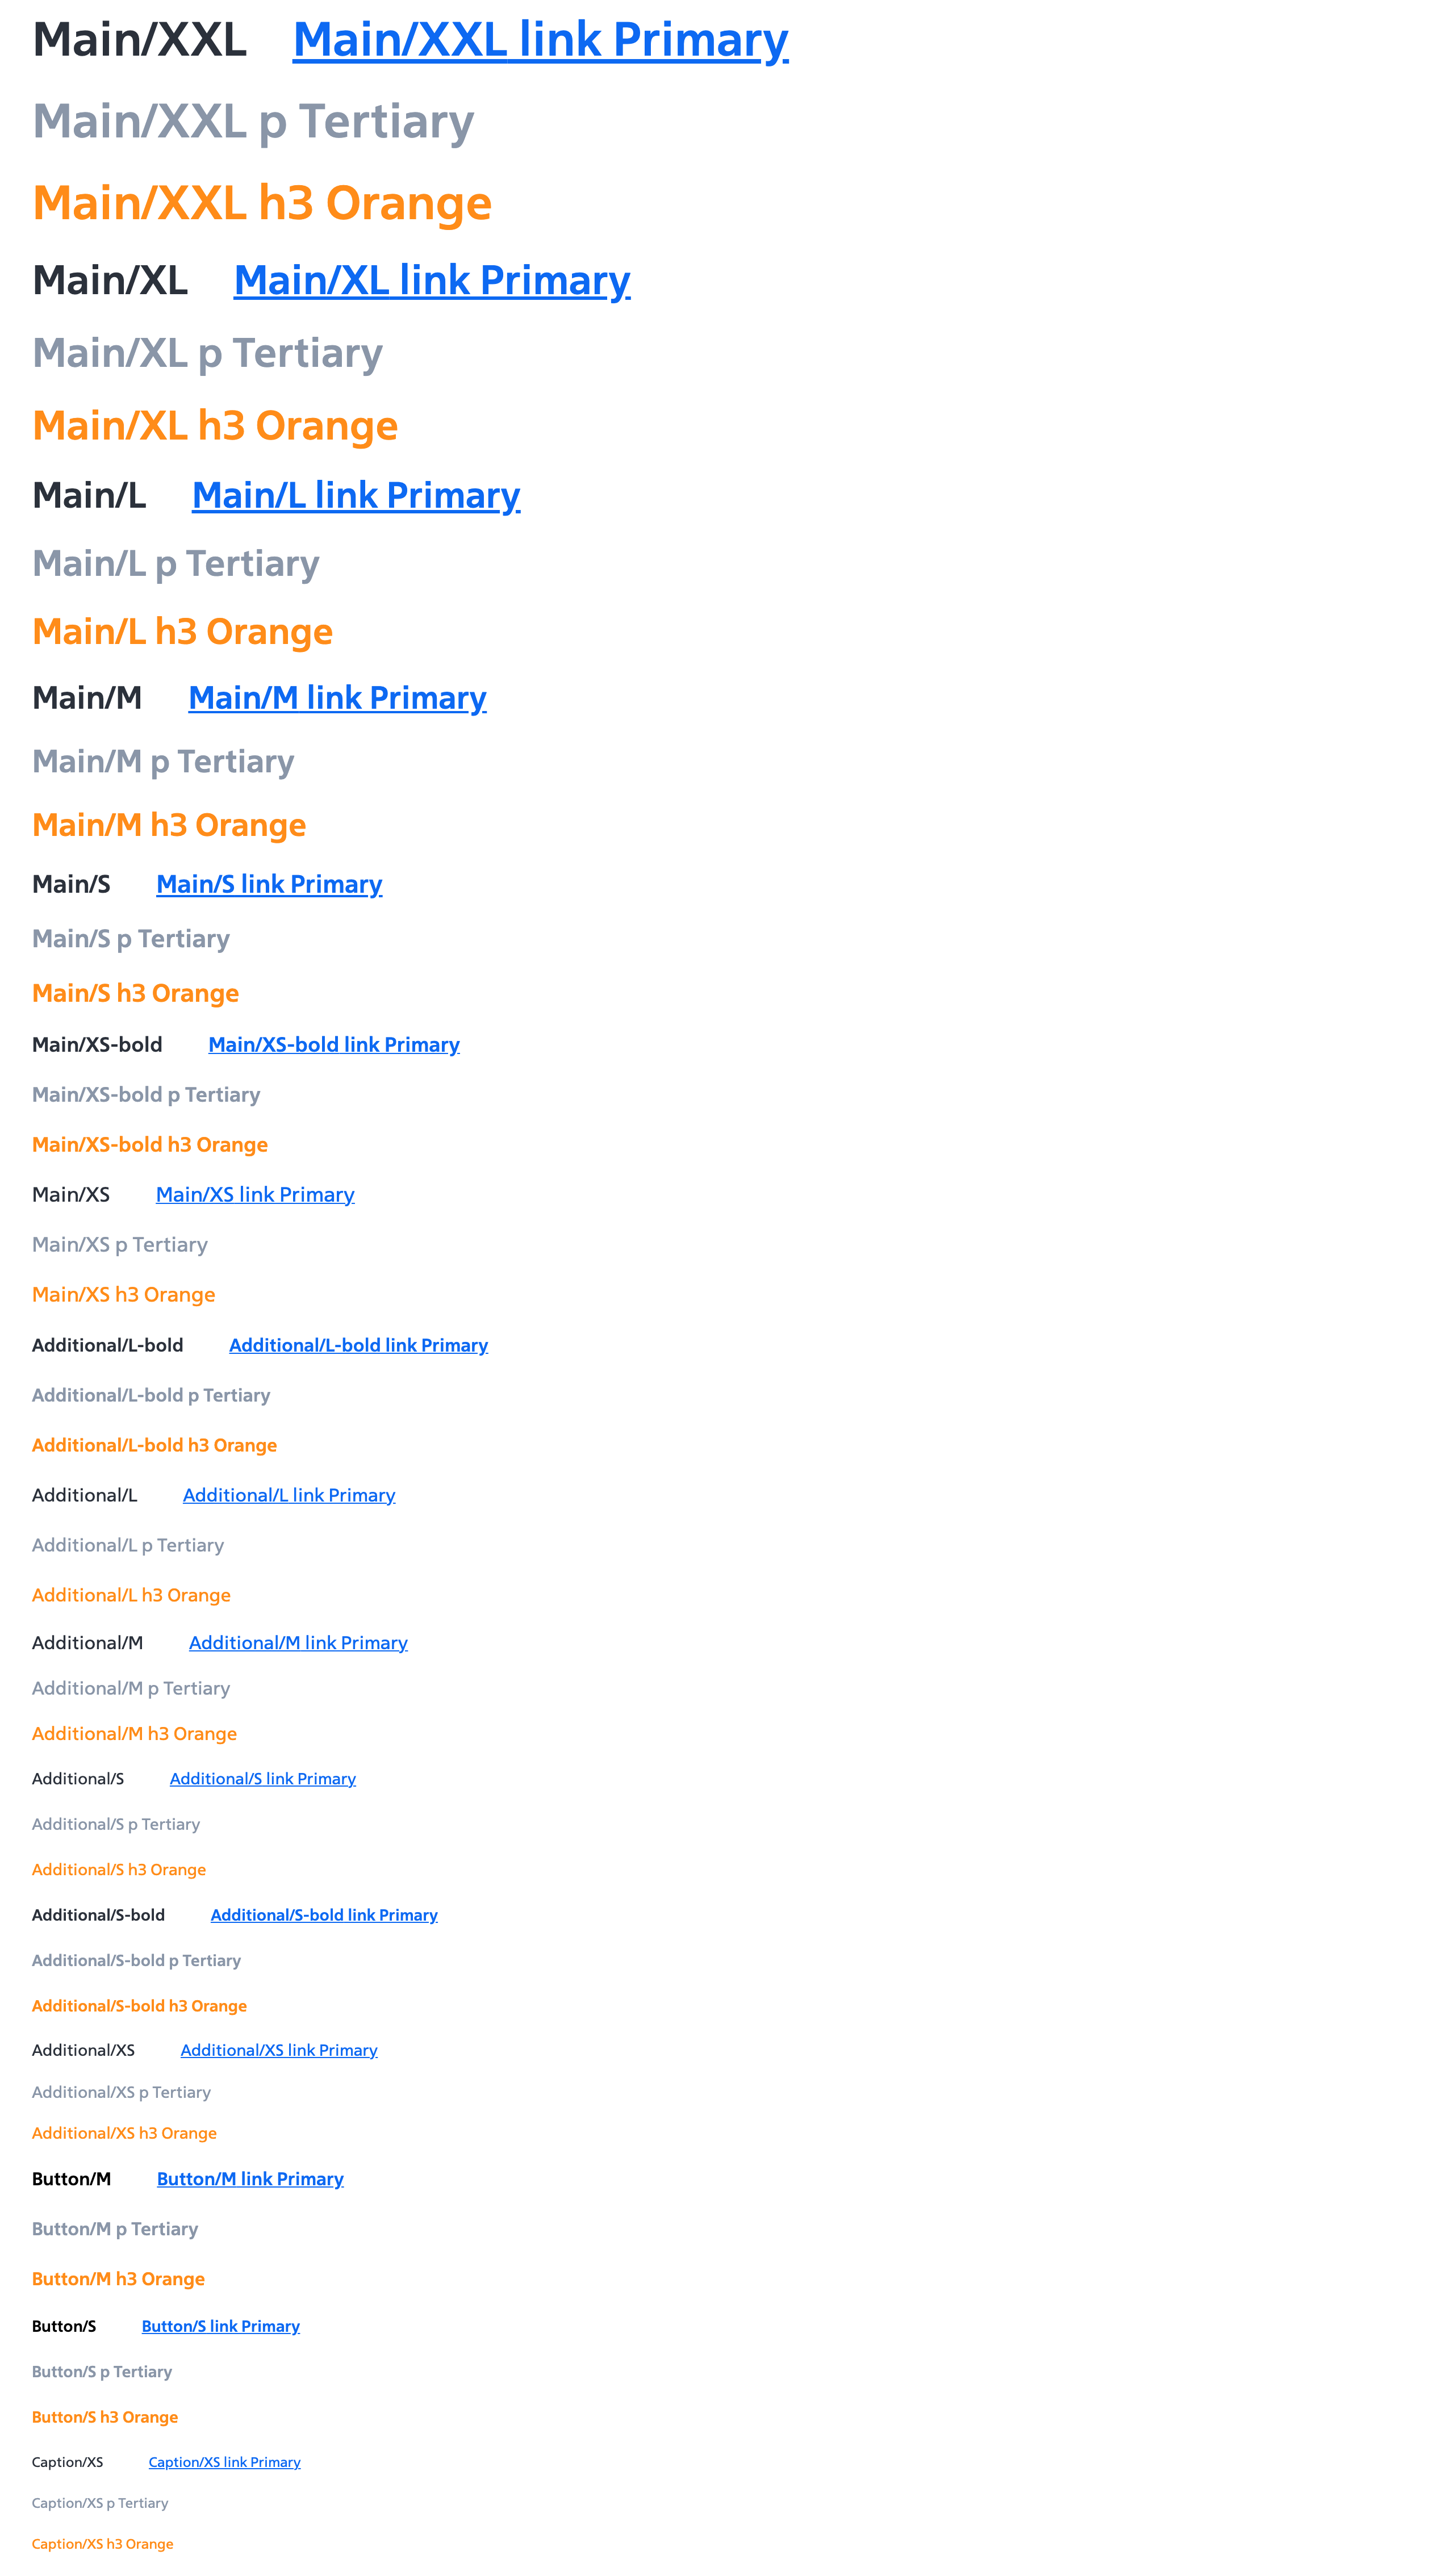 Main/XXL Main/XXL link Primary
Main/XXL p Tertiary
Main/XXL h3 Orange
Main/XL Main/XL link Primary
Main/XL p Tertiary
Main/XL h3 Orange
Main/L Main/L link Primary
Main/L p Tertiary
Main/L h3 Orange
Main/M Main/M link Primary
Main/M p Tertiary
Main/M h3 Orange
Main/S Main/S link Primary
Main/S p Tertiary
Main/S h3 Orange
Main/XS-bold Main/XS-bold link Primary
Main/XS-bold p Tertiary
Main/XS-bold h3 Orange
Main/XS Main/XS link Primary
Main/XS p Tertiary
Main/XS h3 Orange
Additional/L-bold Additional/L-bold link Primary
Additional/L-bold p Tertiary
Additional/L-bold h3 Orange
Additional/L Additional/L link Primary
Additional/L p Tertiary
Additional/L h3 Orange
Additional/M Additional/M link Primary
Additional/M p Tertiary
Additional/M h3 Orange
Additional/S Additional/S link Primary
Additional/S p Tertiary
Additional/S h3 Orange
Additional/S-bold Additional/S-bold link Primary
Additional/S-bold p Tertiary
Additional/S-bold h3 Orange
Additional/XS Additional/XS link Primary
Additional/XS p Tertiary
Additional/XS h3 Orange
Button/M Button/M link Primary
Button/M p Tertiary
Button/M h3 Orange
Button/S Button/S link Primary
Button/S p Tertiary
Button/S h3 Orange
Caption/XS Caption/XS link Primary
Caption/XS p Tertiary
Caption/XS h3 Orange